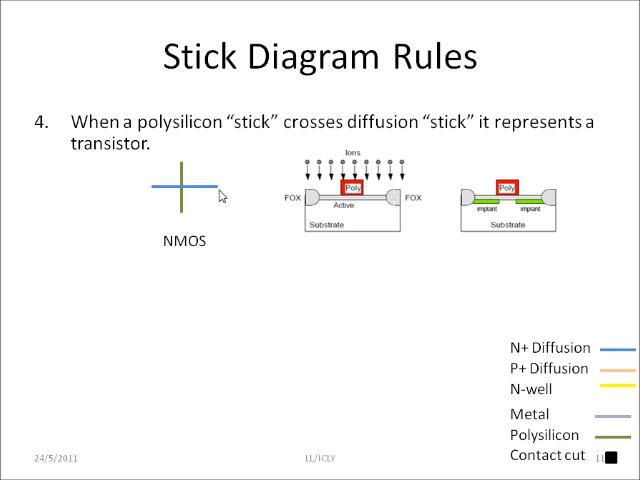 Stick Diagram Rules
4. When a polysilicon “stick” crosses diffusion “stick” it represents a
transistor.
Ions
Poly
FOX
Active
FOX
Substrate
Poly
implant implant
Substrate
NMOS
N+ Diffusion
P+ Diffusion
N-well
Metal
Polysilicon
Contact cut
24/5/2011
LL/ICLY